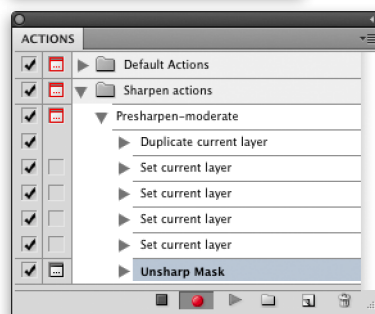 ACTIONS
Default Actions
Sharpen actions
Presharpen-moderate
Duplicate current layer
Set current layer
Set current layer
Set current layer
Set current layer
Unsharp Mask